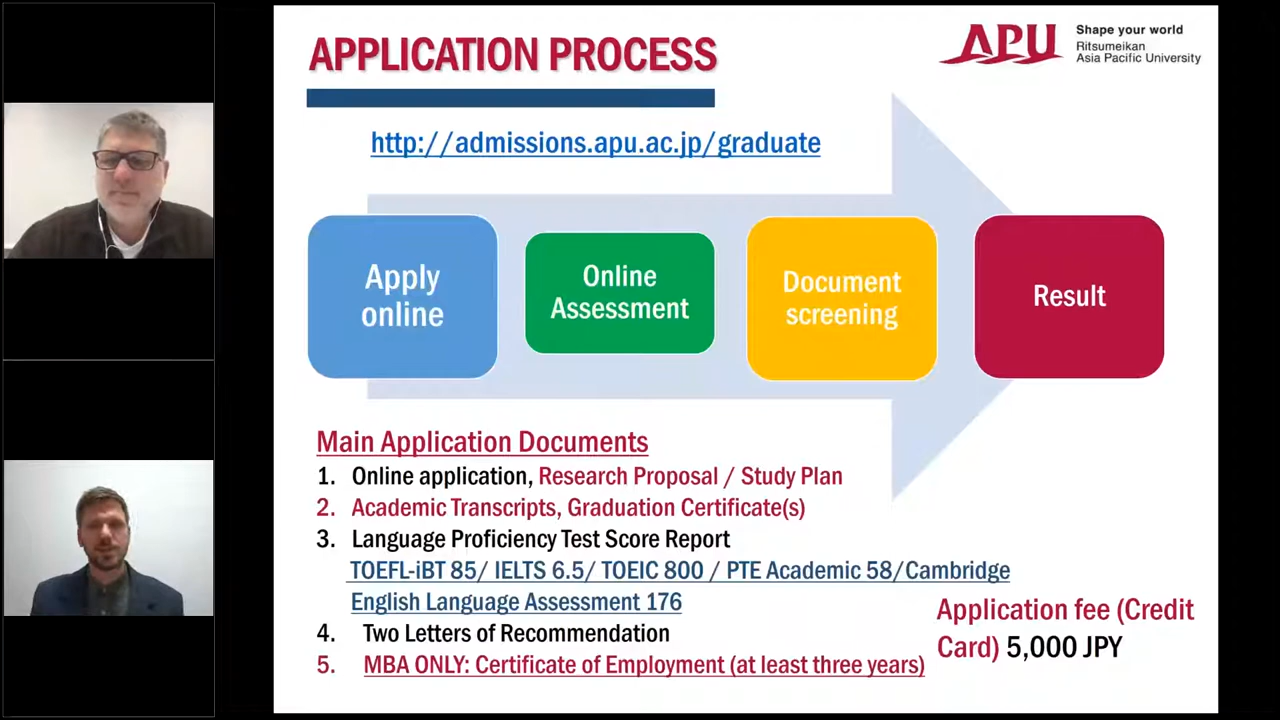 APPLICATION PROCESS
APU
Shape your world
Ritsumeikan
Asia Pacific University
http://admissions.apu.ac.jp/graduate
Apply
online
Online
Assessment
Document
screening
Result
Main Application Documents
1. Online application, Research Proposal / Study Plan
2. Academic Transcripts, Graduation Certificate(s)
3. Language Proficiency Test Score Report
TOEFL-iBT 85/ IELTS 6.5/ TOEIC 800 / PTE Academic 58/Cambridge
English Language Assessment 176
4. Two Letters of Recommendation
5. MBA ONLY: Certificate of Employment (at least three years)
Application fee (Credit
Card) 5,000 JPY